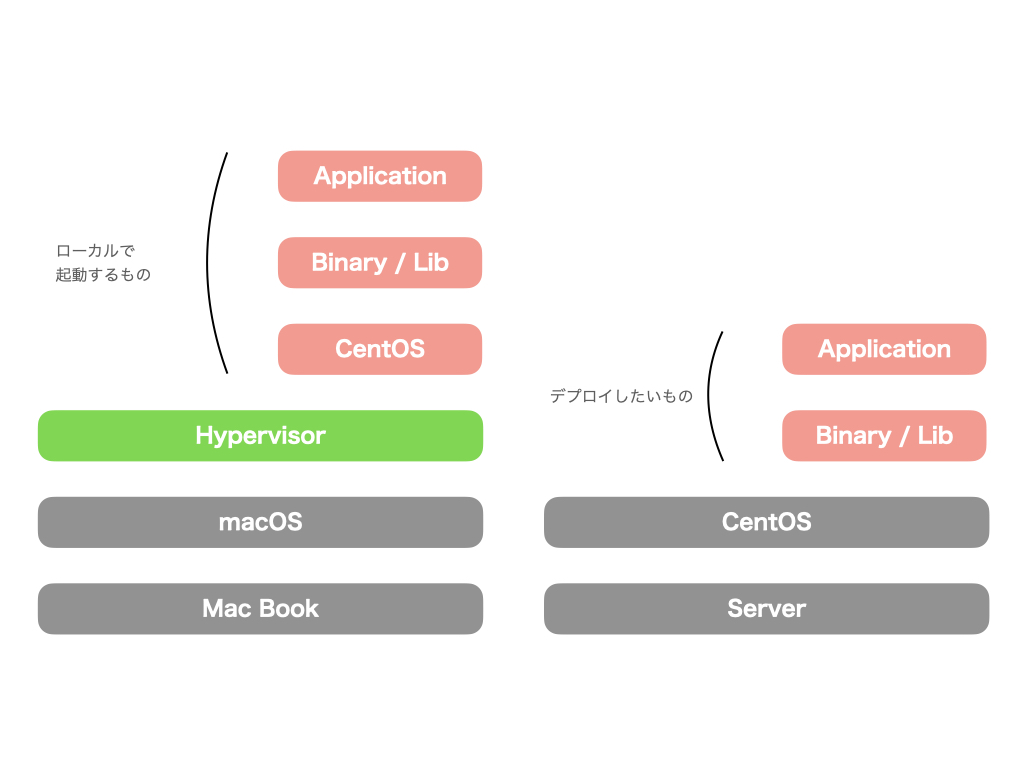 Application
Binary / Lib
CentOS
ローカルで
起動するもの
Hypervisor
macOS
Mac Book
Application
Binary / Lib
デプロイしたいもの
CentOS
Server